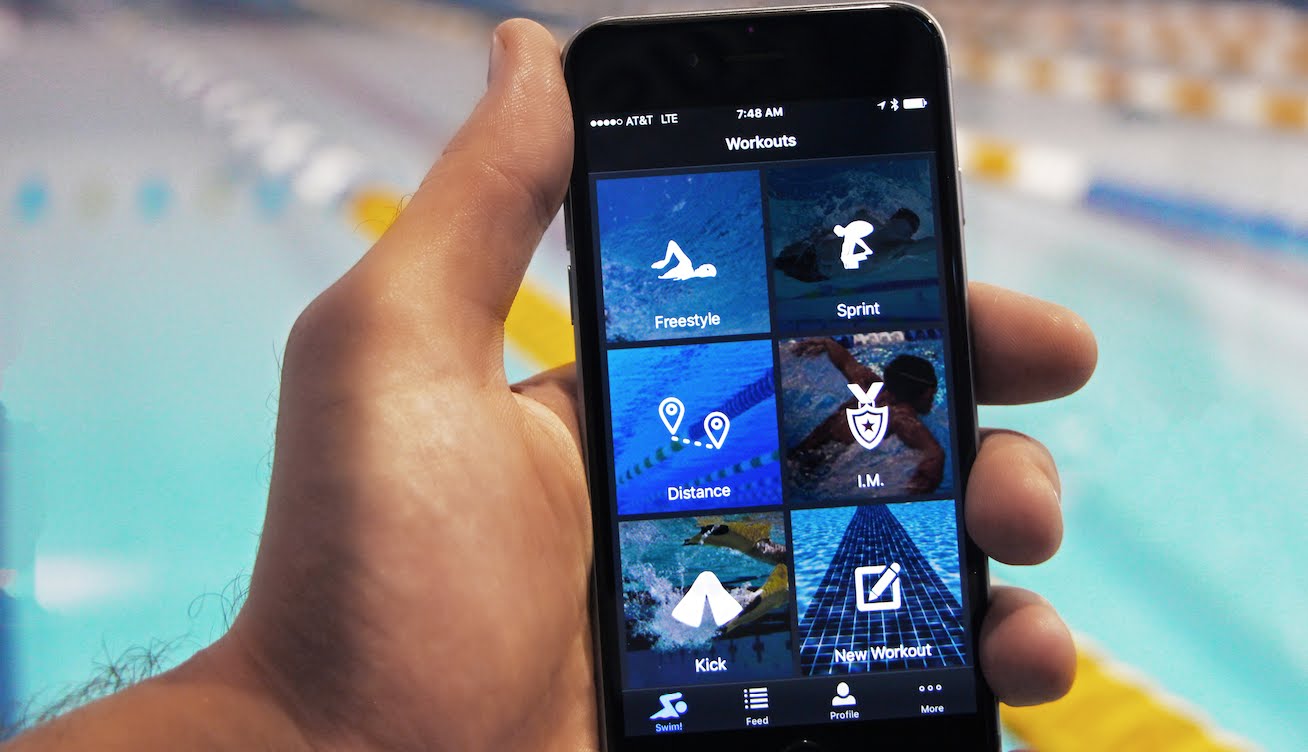 ●●●●○ AT&T LTE 7:48 AM
Workouts
Freestyle
Sprint
Distance
I.M.
Kick
New Workout
Swim!
Feed
Profile
More